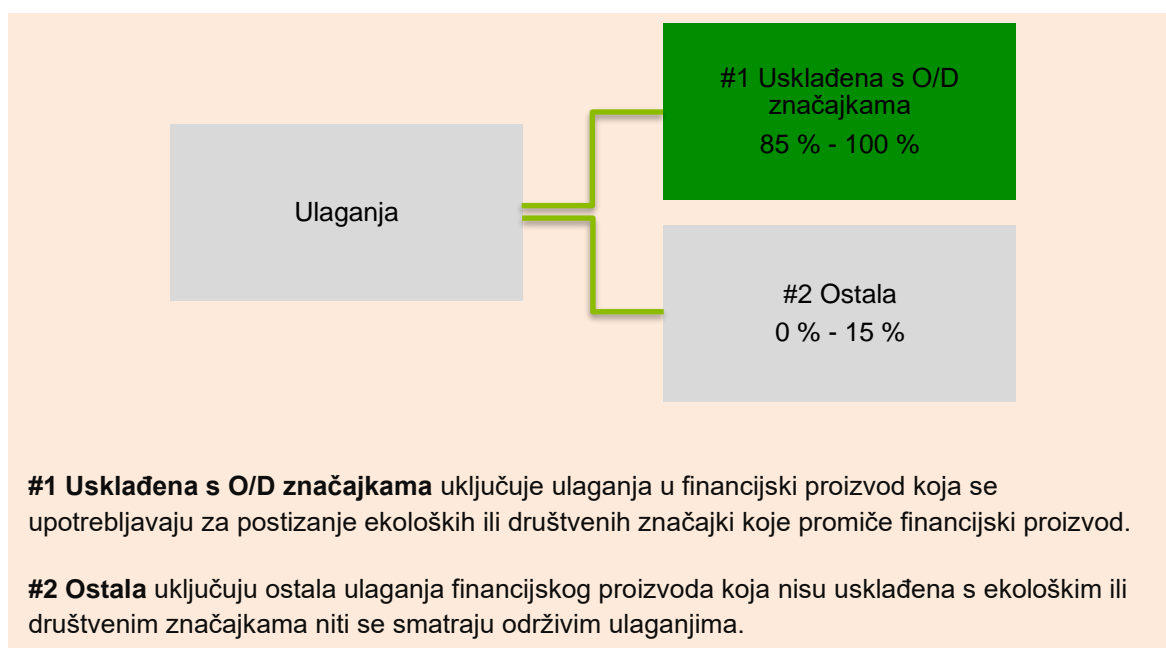 #1 Usklađena s O/D
značajkama
85 % - 100 %
Ulaganja
#2 Ostala
0 % - 15 %
#1 Usklađena s O/D značajkama uključuje ulaganja u financijski proizvod koja se
upotrebljavaju za postizanje ekoloških ili društvenih značajki koje promiče financijski proizvod.
#2 Ostala uključuju ostala ulaganja financijskog proizvoda koja nisu usklađena s ekološkim ili
društvenim značajkama niti se smatraju održivim ulaganjima.